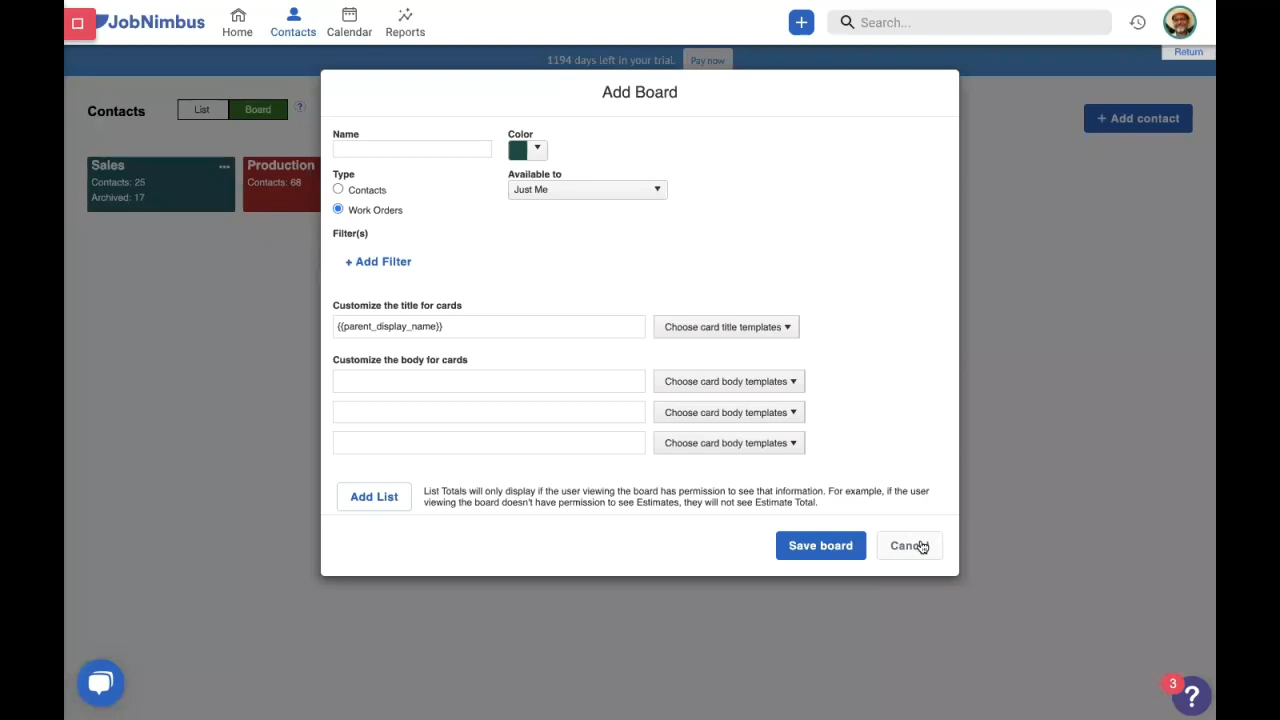 JobNimbus
Home
Contacts
Calendar
Reports
+
Search...
1194 days left in your trial.
Pay now
Return
Contacts
List
Board
?
+ Add contact
Sales
Contacts: 25
Archived: 17
Production
Contacts: 68
Add Board
Name
Color
Type
Contacts
Work Orders
Available to
Just Me
Filter(s)
+ Add Filter
Customize the title for cards
{{parent_display_name}}
Choose card title templates
Customize the body for cards
Choose card body templates
Choose card body templates
Choose card body templates
Add List
List Totals will only display if the user viewing the board has permission to see that information. For example, if the user
viewing the board doesn't have permission to see Estimates, they will not see Estimate Total.
Save board
Cancel
3
?